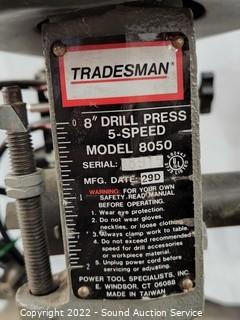 TRADESMAN
8" DRILL PRESS
5-SPEED
MODEL 8050
SERIAL:
MFG. DATE: 29D
WARNING: FOR YOUR OWN
SAFETY READ MANUAL
BEFORE OPERATING.
1. Wear eye protection.
2. Do not wear gloves,
neckties, or loose clothing.
3. Always clamp work to table.
4. Do not exceed recommended
speed for drill accessories
or workpiece material.
5. Unplug power cord before
servicing or adjusting.
POWER TOOL SPECIALISTS, INC.
E. WINDSOR, CT 06088
MADE IN TAIWAN
Copyright 2022 - Sound Auction Service